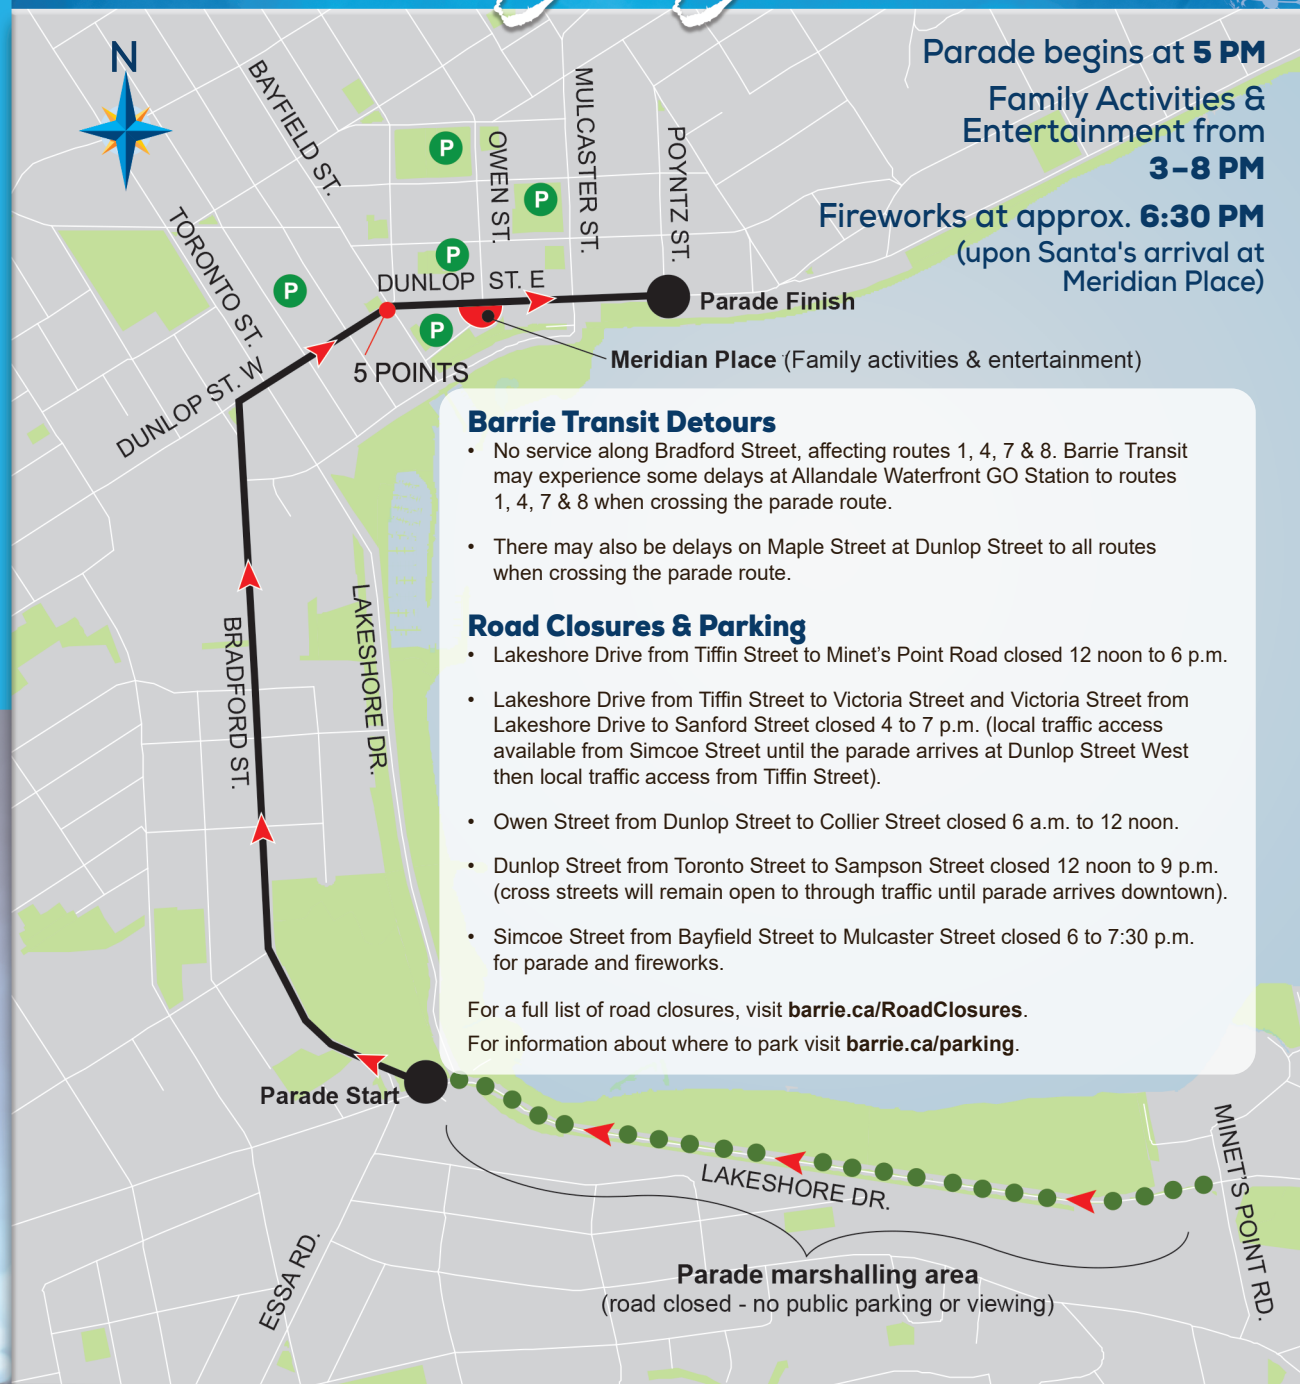 N
Parade begins at 5 PM
Family Activities &
Entertainment from
3–8 PM
Fireworks at approx. 6:30 PM
(upon Santa's arrival at
Meridian Place)
BAYFIELD ST.
TORONTO ST.
OWEN ST.
MULCASTER ST.
POYNTZ ST.
P
P
P
P
P
DUNLOP ST. E
DUNLOP ST. W
5 POINTS
Parade Finish
Meridian Place (Family activities & entertainment)
BRADFORD ST.
LAKESHORE DR.
Barrie Transit Detours
• No service along Bradford Street, affecting routes 1, 4, 7 & 8. Barrie Transit
may experience some delays at Allandale Waterfront GO Station to routes
1, 4, 7 & 8 when crossing the parade route.
• There may also be delays on Maple Street at Dunlop Street to all routes
when crossing the parade route.
Road Closures & Parking
• Lakeshore Drive from Tiffin Street to Minet's Point Road closed 12 noon to 6 p.m.
• Lakeshore Drive from Tiffin Street to Victoria Street and Victoria Street from
Lakeshore Drive to Sanford Street closed 4 to 7 p.m. (local traffic access
available from Simcoe Street until the parade arrives at Dunlop Street West
then local traffic access from Tiffin Street).
• Owen Street from Dunlop Street to Collier Street closed 6 a.m. to 12 noon.
• Dunlop Street from Toronto Street to Sampson Street closed 12 noon to 9 p.m.
(cross streets will remain open to through traffic until parade arrives downtown).
• Simcoe Street from Bayfield Street to Mulcaster Street closed 6 to 7:30 p.m.
for parade and fireworks.
For a full list of road closures, visit barrie.ca/RoadClosures.
For information about where to park visit barrie.ca/parking.
Parade Start
LAKESHORE DR.
MINET'S POINT RD.
ESSA RD.
Parade marshalling area
(road closed - no public parking or viewing)